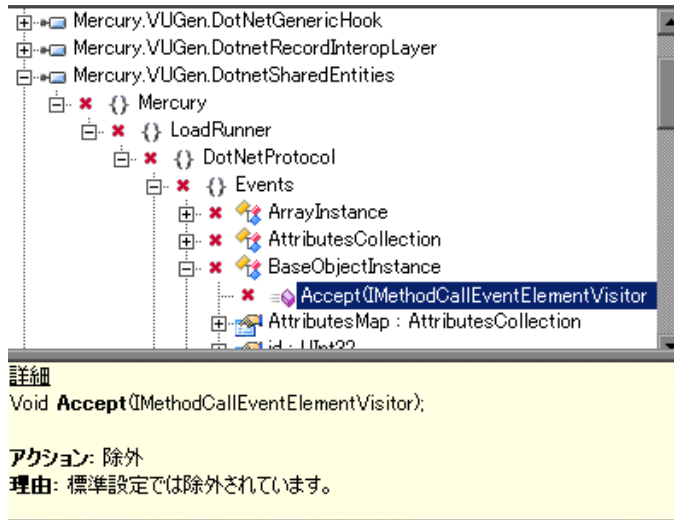 Mercury.VUGen.DotNetGenericHook
Mercury.VUGen.DotnetRecordInteropLayer
Mercury.VUGen.DotnetSharedEntities
{} Mercury
{} LoadRunner
{} DotNetProtocol
{} Events
ArrayInstance
AttributesCollection
BaseObjectInstance
Accept(IMethodCallEventElementVisitor
AttributesMap : AttributesCollection
id : UInt32
詳細
Void Accept(IMethodCallEventElementVisitor);
アクション: 除外
理由: 標準設定では除外されています。